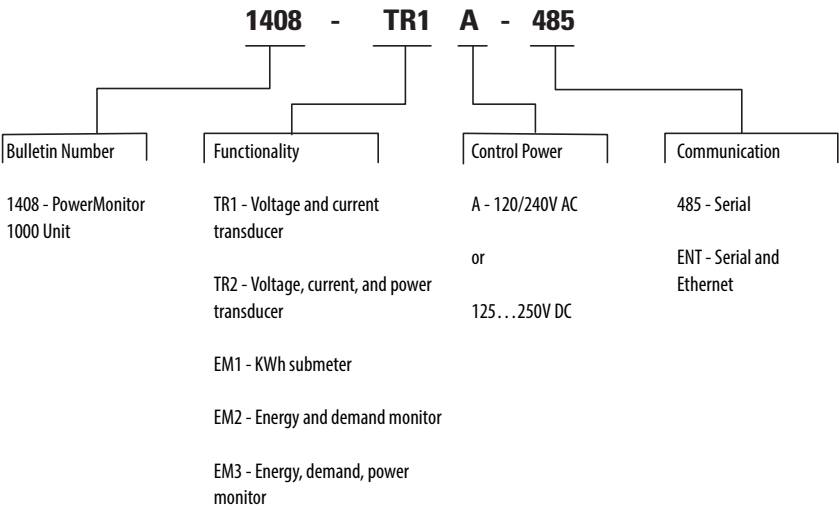 1408 - TR1 A - 485
Bulletin Number
1408 - PowerMonitor
1000 Unit
Functionality
TR1 - Voltage and current
transducer
TR2 - Voltage, current, and power
transducer
EM1 - KWh submeter
EM2 - Energy and demand monitor
EM3 - Energy, demand, power
monitor
Control Power
A - 120/240V AC
or
125...250V DC
Communication
485 - Serial
ENT - Serial and
Ethernet